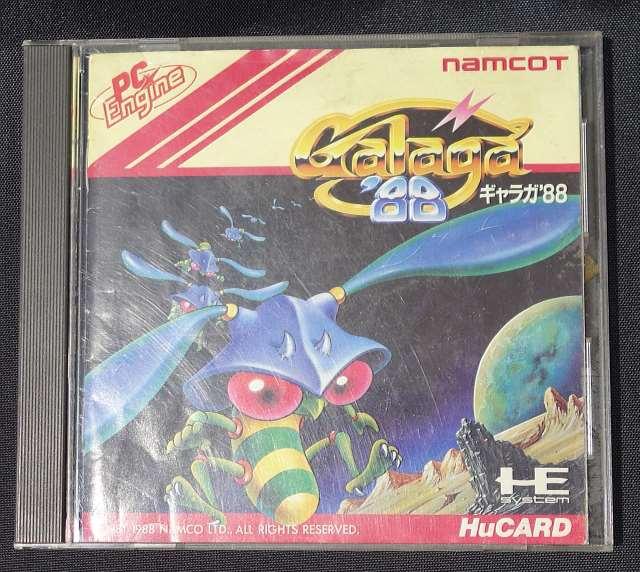 PC Engine
namcoT
Galaga
'88
ギャラガ'88
HE
system
1988 NAMCO LTD., ALL RIGHTS RESERVED.
HuCARD